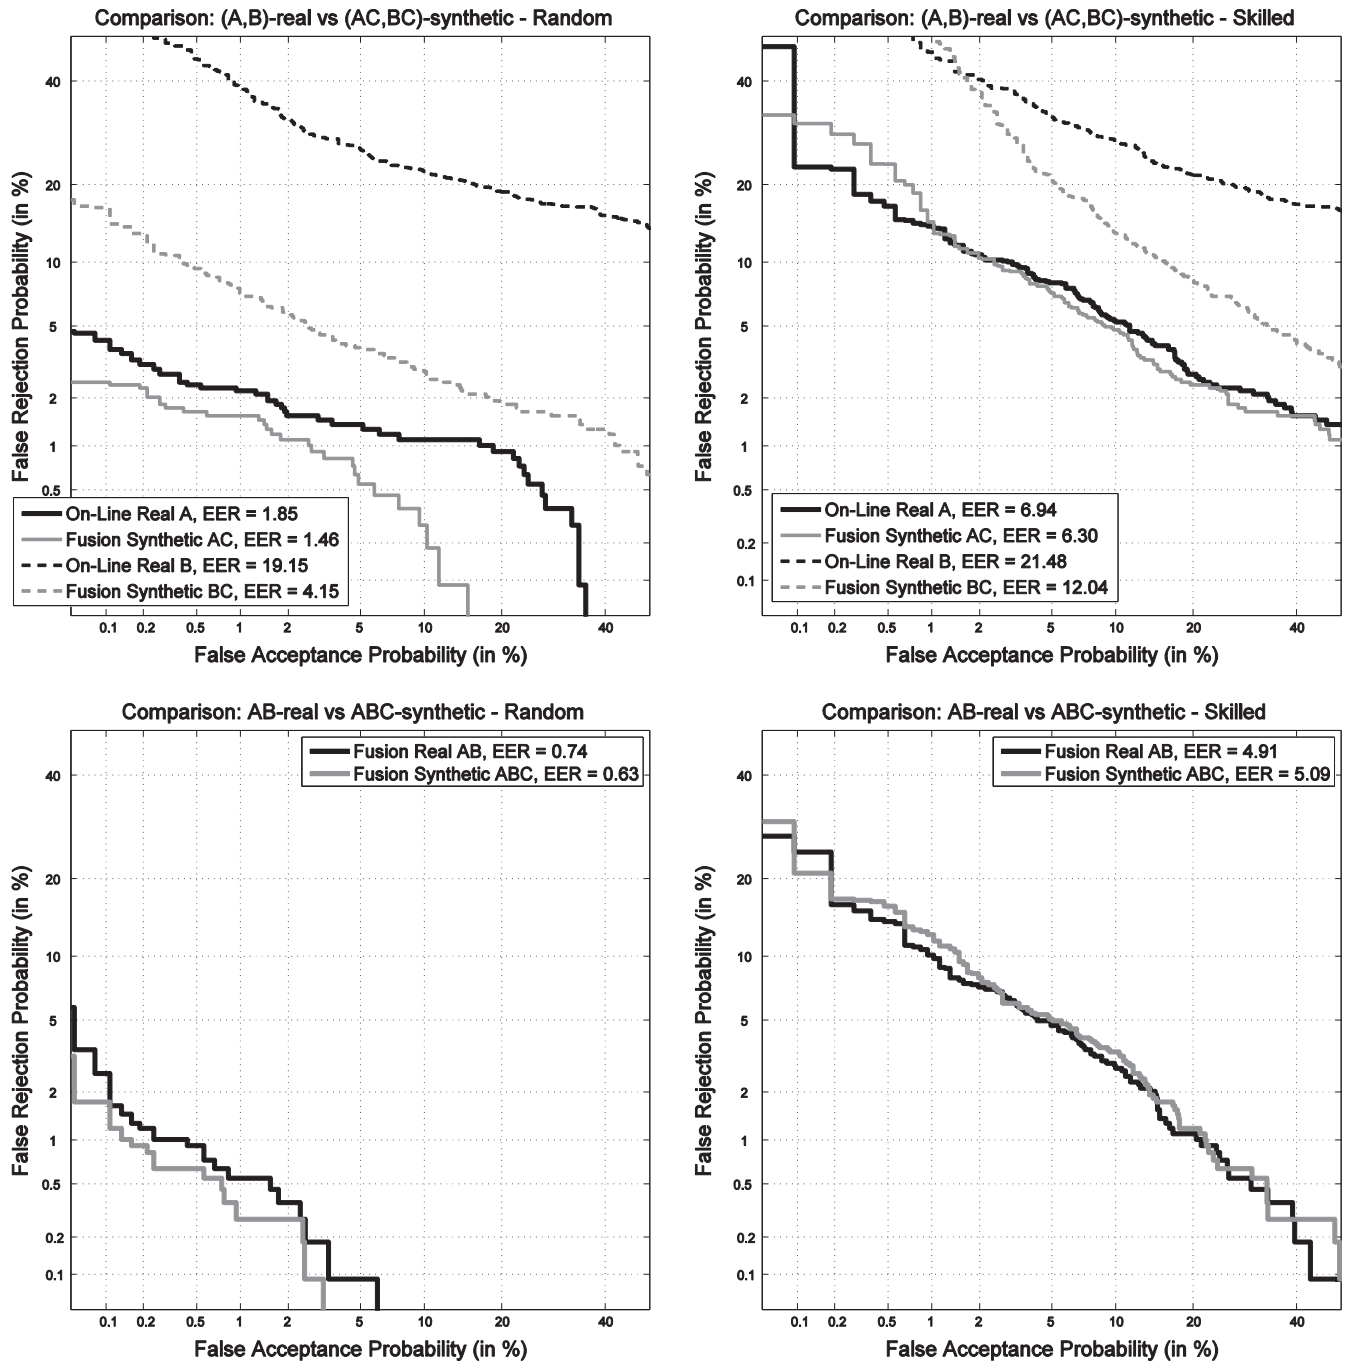 Comparison: (A,B)-real vs (AC,BC)-synthetic - Random
False Rejection Probability (in %)
40
20
10
5
2
1
0.5
On-Line Real A, EER = 1.85
Fusion Synthetic AC, EER = 1.46
On-Line Real B, EER = 19.15
Fusion Synthetic BC, EER = 4.15
0.1 0.2 0.5 1 2 5 10 20 40
False Acceptance Probability (in %)
Comparison: (A,B)-real vs (AC,BC)-synthetic - Skilled
False Rejection Probability (in %)
40
20
10
5
2
1
0.5
0.2
0.1
On-Line Real A, EER = 6.94
Fusion Synthetic AC, EER = 6.30
On-Line Real B, EER = 21.48
Fusion Synthetic BC, EER = 12.04
0.1 0.2 0.5 1 2 5 10 20 40
False Acceptance Probability (in %)
Comparison: AB-real vs ABC-synthetic - Random
Fusion Real AB, EER = 0.74
Fusion Synthetic ABC, EER = 0.63
False Rejection Probability (in %)
40
20
10
5
2
1
0.5
0.2
0.1
0.1 0.2 0.5 1 2 5 10 20 40
False Acceptance Probability (in %)
Comparison: AB-real vs ABC-synthetic - Skilled
Fusion Real AB, EER = 4.91
Fusion Synthetic ABC, EER = 5.09
False Rejection Probability (in %)
40
20
10
5
2
1
0.5
0.2
0.1
0.1 0.2 0.5 1 2 5 10 20 40
False Acceptance Probability (in %)